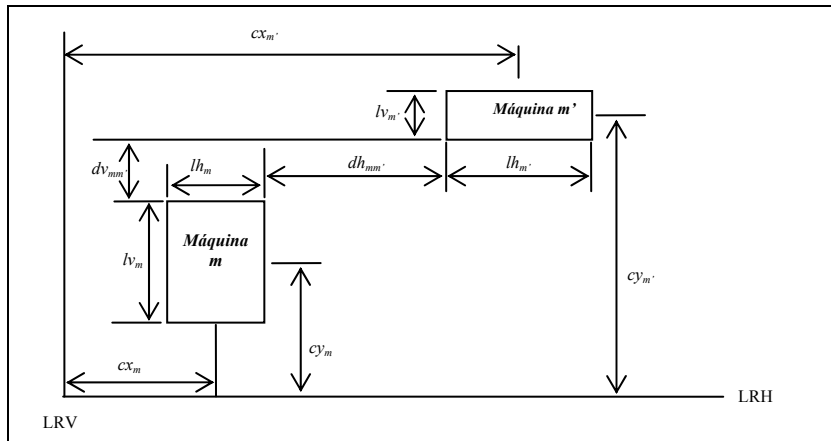 cxm´
lvm´
Máquina m’
dvmm´
lhm
dhmm´
lhm´
Máquina
m
lvm
cym´
cym
cxm
LRH
LRV